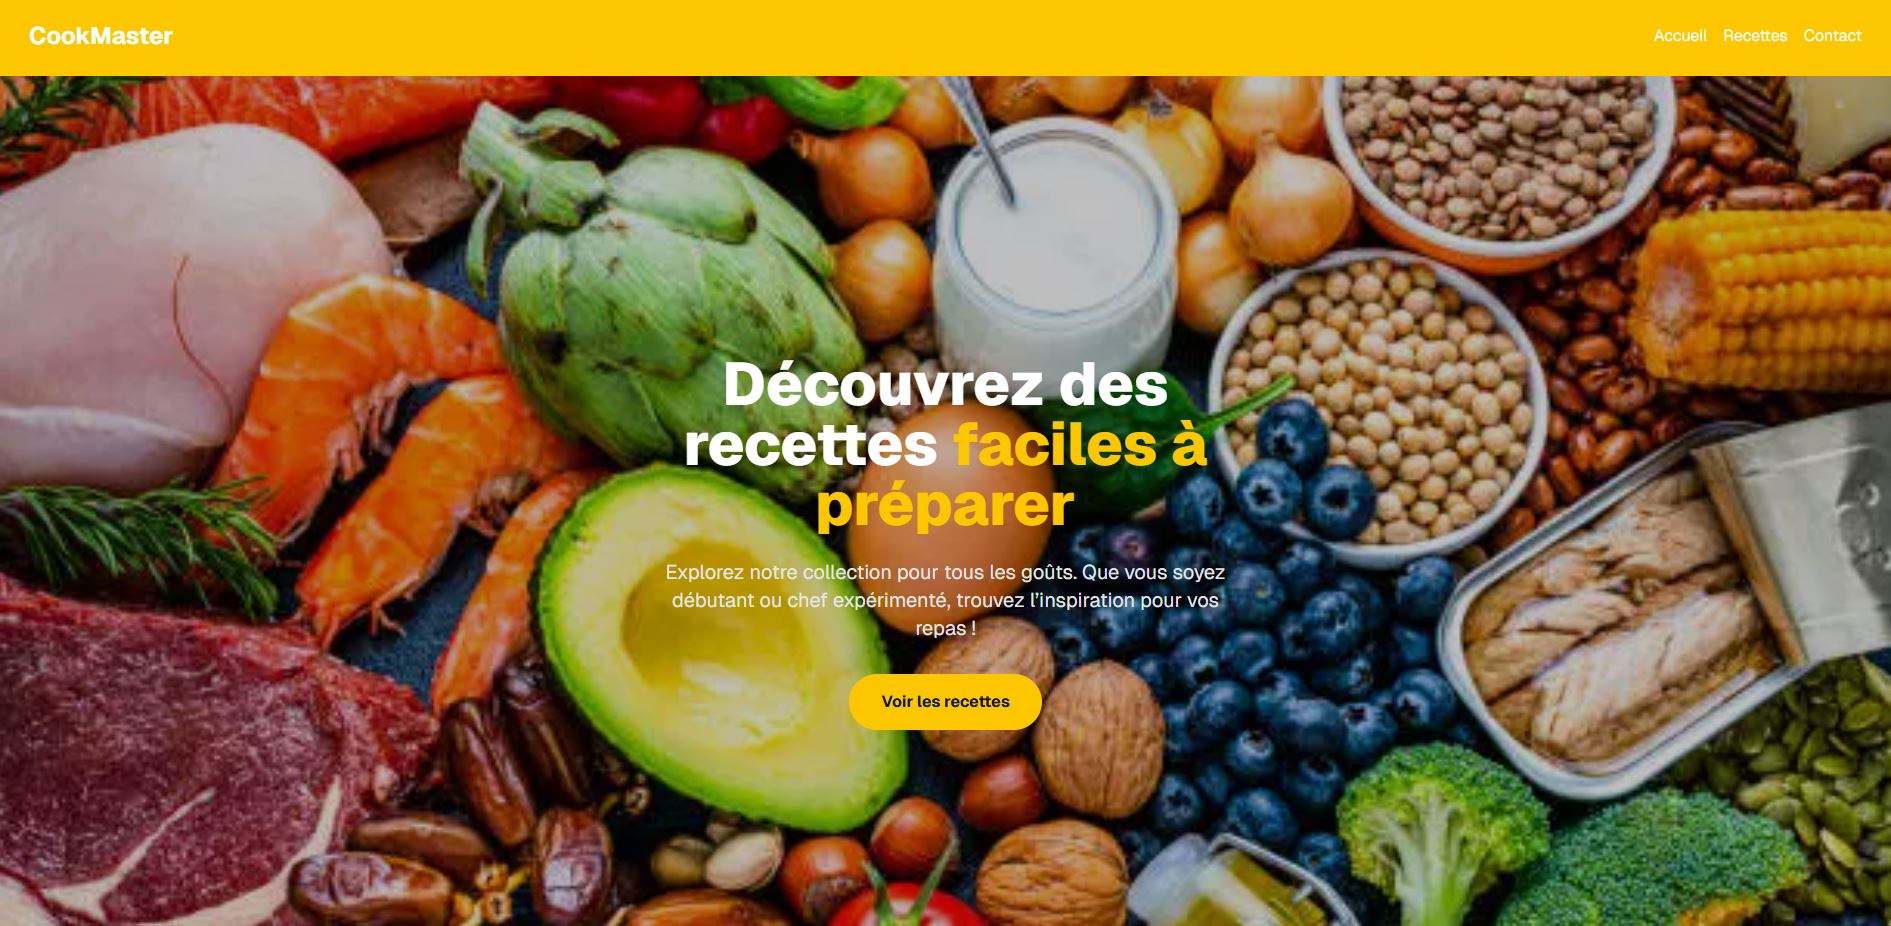 CookMaster
Accueil Recettes Contact
Découvrez des
recettes faciles à
préparer
Explorez notre collection pour tous les goûts. Que vous soyez
débutant ou chef expérimenté, trouvez l'inspiration pour vos
repas !
Voir les recettes